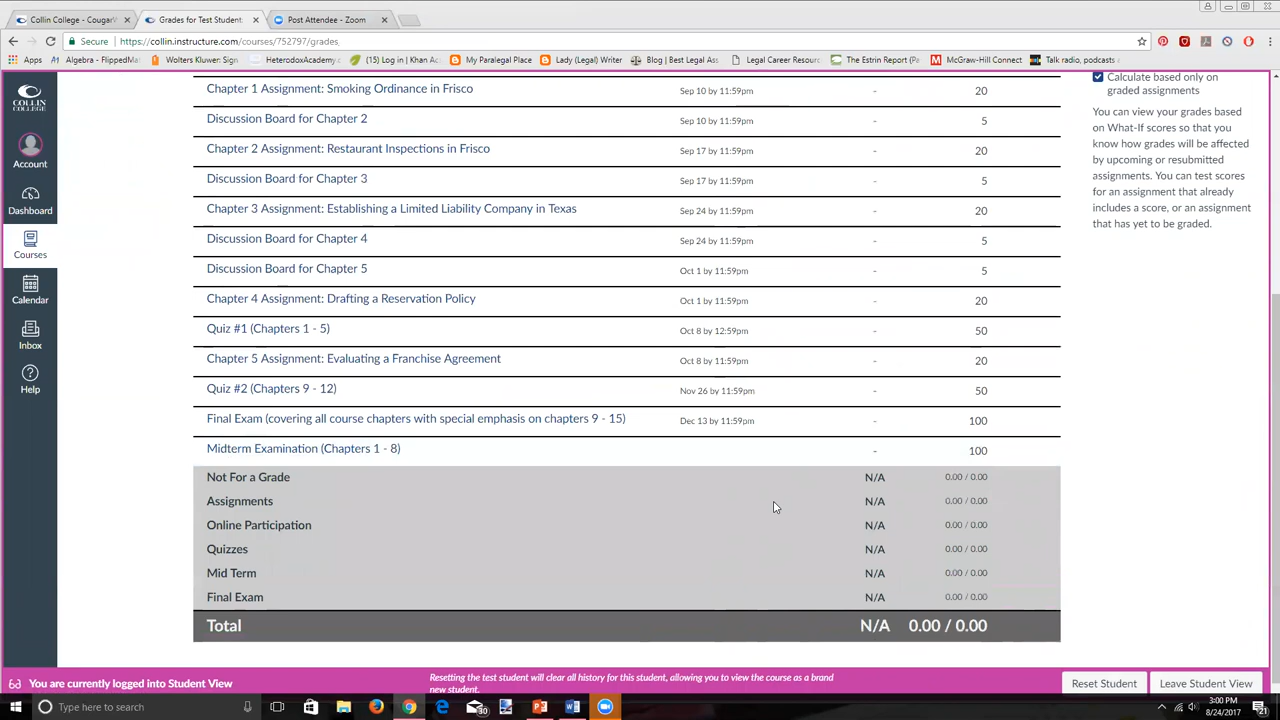 Collin College - CougarW
Grades for Test Student:
Post Attendee - Zoom
Secure
https://collin.instructure.com/courses/752797/grades
Apps
Algebra - FlippedMat
Wolters Kluwer: Sign
HeterodoxAcademy
(15) Log in | Khan Ac
My Paralegal Place
Lady (Legal) Writer
Blog | Best Legal Ass
Legal Career Resourc
The Estrin Report (Pa
McGraw-Hill Connect
Talk radio, podcasts
COLLIN
COLLEGE
Account
Dashboard
Courses
Calendar
Inbox
Help
Chapter 1 Assignment: Smoking Ordinance in Frisco Sep 10 by 11:59pm - 20
Discussion Board for Chapter 2 Sep 10 by 11:59pm - 5
Chapter 2 Assignment: Restaurant Inspections in Frisco Sep 17 by 11:59pm - 20
Discussion Board for Chapter 3 Sep 17 by 11:59pm - 5
Chapter 3 Assignment: Establishing a Limited Liability Company in Texas Sep 24 by 11:59pm - 20
Discussion Board for Chapter 4 Sep 24 by 11:59pm - 5
Discussion Board for Chapter 5 Oct 1 by 11:59pm - 5
Chapter 4 Assignment: Drafting a Reservation Policy Oct 1 by 11:59pm - 20
Quiz #1 (Chapters 1 - 5) Oct 8 by 12:59pm - 50
Chapter 5 Assignment: Evaluating a Franchise Agreement Oct 8 by 11:59pm - 20
Quiz #2 (Chapters 9 - 12) Nov 26 by 11:59pm - 50
Final Exam (covering all course chapters with special emphasis on chapters 9 - 15) Dec 13 by 11:59pm - 100
Midterm Examination (Chapters 1 - 8) - 100
Not For a Grade N/A 0.00 / 0.00
Assignments N/A 0.00 / 0.00
Online Participation N/A 0.00 / 0.00
Quizzes N/A 0.00 / 0.00
Mid Term N/A 0.00 / 0.00
Final Exam N/A 0.00 / 0.00
Total N/A 0.00 / 0.00
Calculate based only on
graded assignments
You can view your grades based
on What-If scores so that you
know how grades will be affected
by upcoming or resubmitted
assignments. You can test scores
for an assignment that already
includes a score, or an assignment
that has yet to be graded.
You are currently logged into Student View
Resetting the test student will clear all history for this student, allowing you to view the course as a brand
new student.
Reset Student
Leave Student View
Type here to search
3:00 PM
8/24/2017